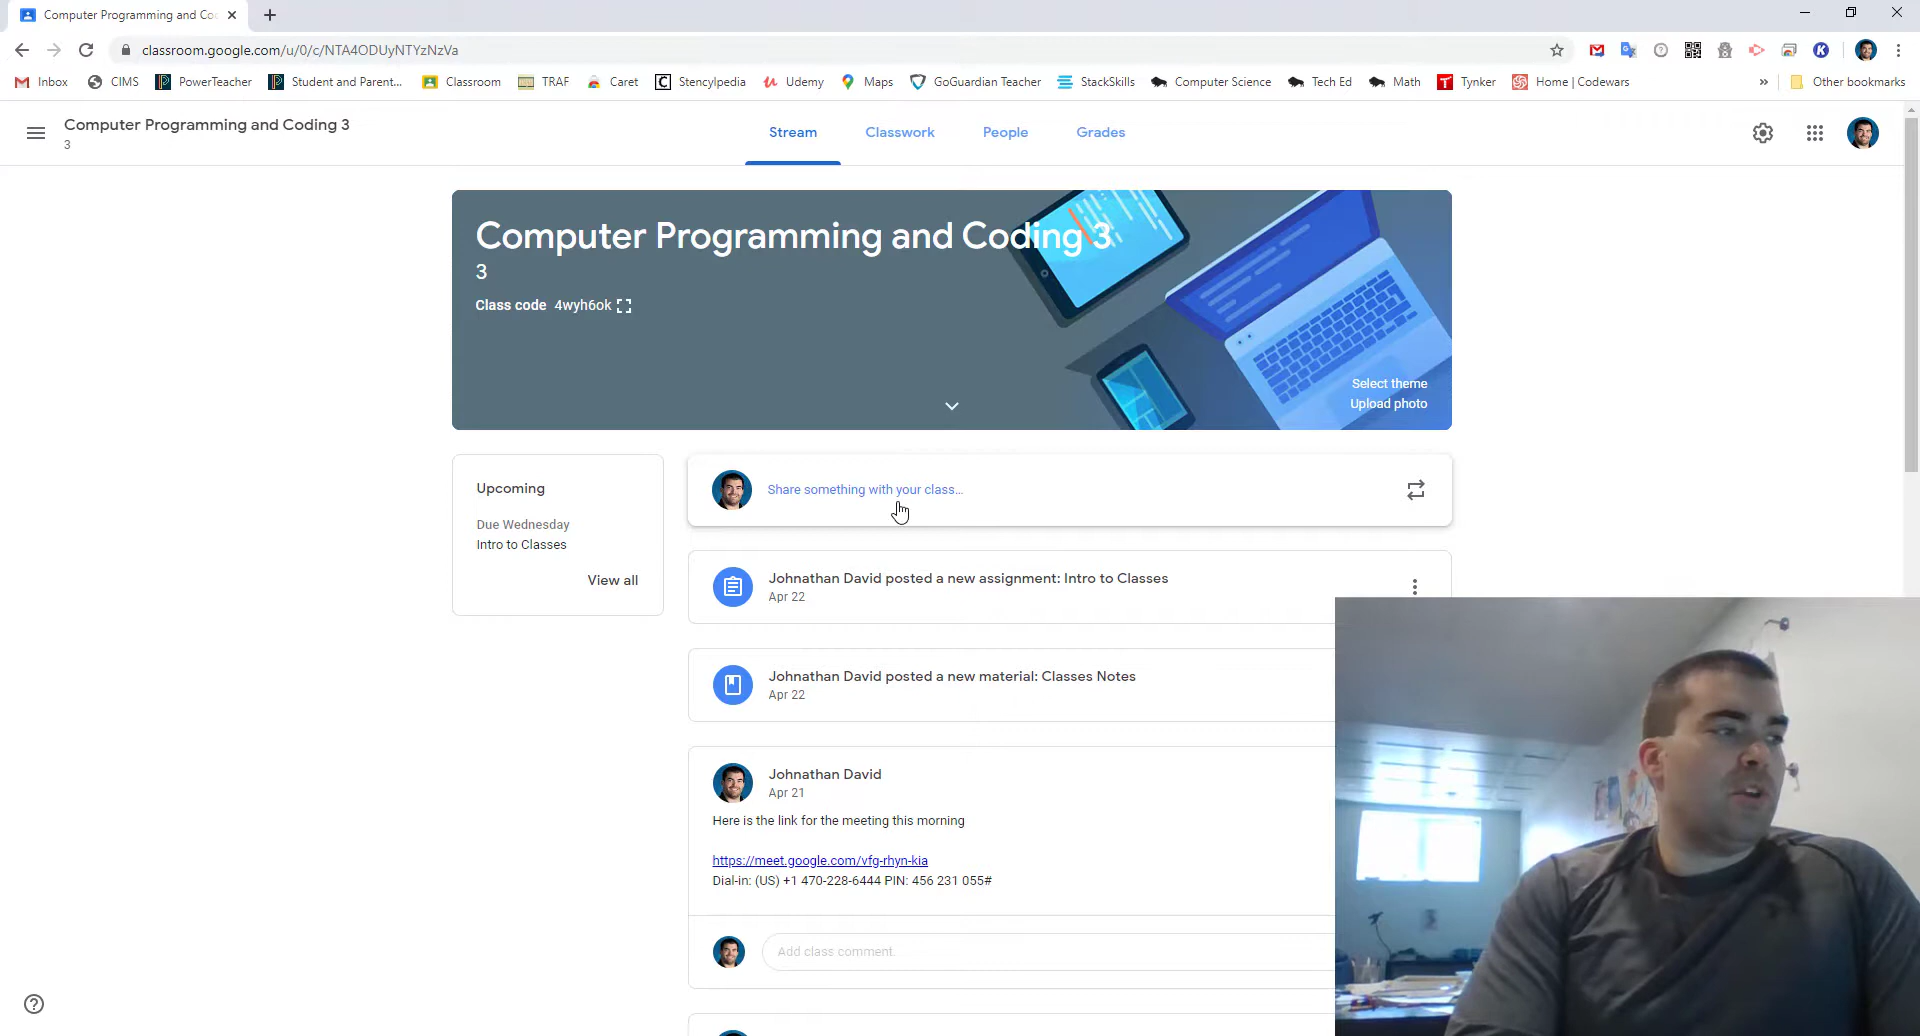 Computer Programming and Co
classroom.google.com/u/0/c/NTA4ODUyNTYzNzVa
Inbox
CIMS
PowerTeacher
Student and Parent...
Classroom
TRAF
Caret
Stencylpedia
Udemy
Maps
GoGuardian Teacher
StackSkills
Computer Science
Tech Ed
Math
Tynker
Home | Codewars
»
Other bookmarks
Computer Programming and Coding 3
3
Stream
Classwork
People
Grades
Computer Programming and Coding 3
3
Class code 4wyh6ok
Select theme
Upload photo
Upcoming
Due Wednesday
Intro to Classes
View all
Share something with your class...
Johnathan David posted a new assignment: Intro to Classes
Apr 22
Johnathan David posted a new material: Classes Notes
Apr 22
Johnathan David
Apr 21
Here is the link for the meeting this morning
https://meet.google.com/vfg-rhyn-kia
Dial-in: (US) +1 470-228-6444 PIN: 456 231 055#
Add class comment...